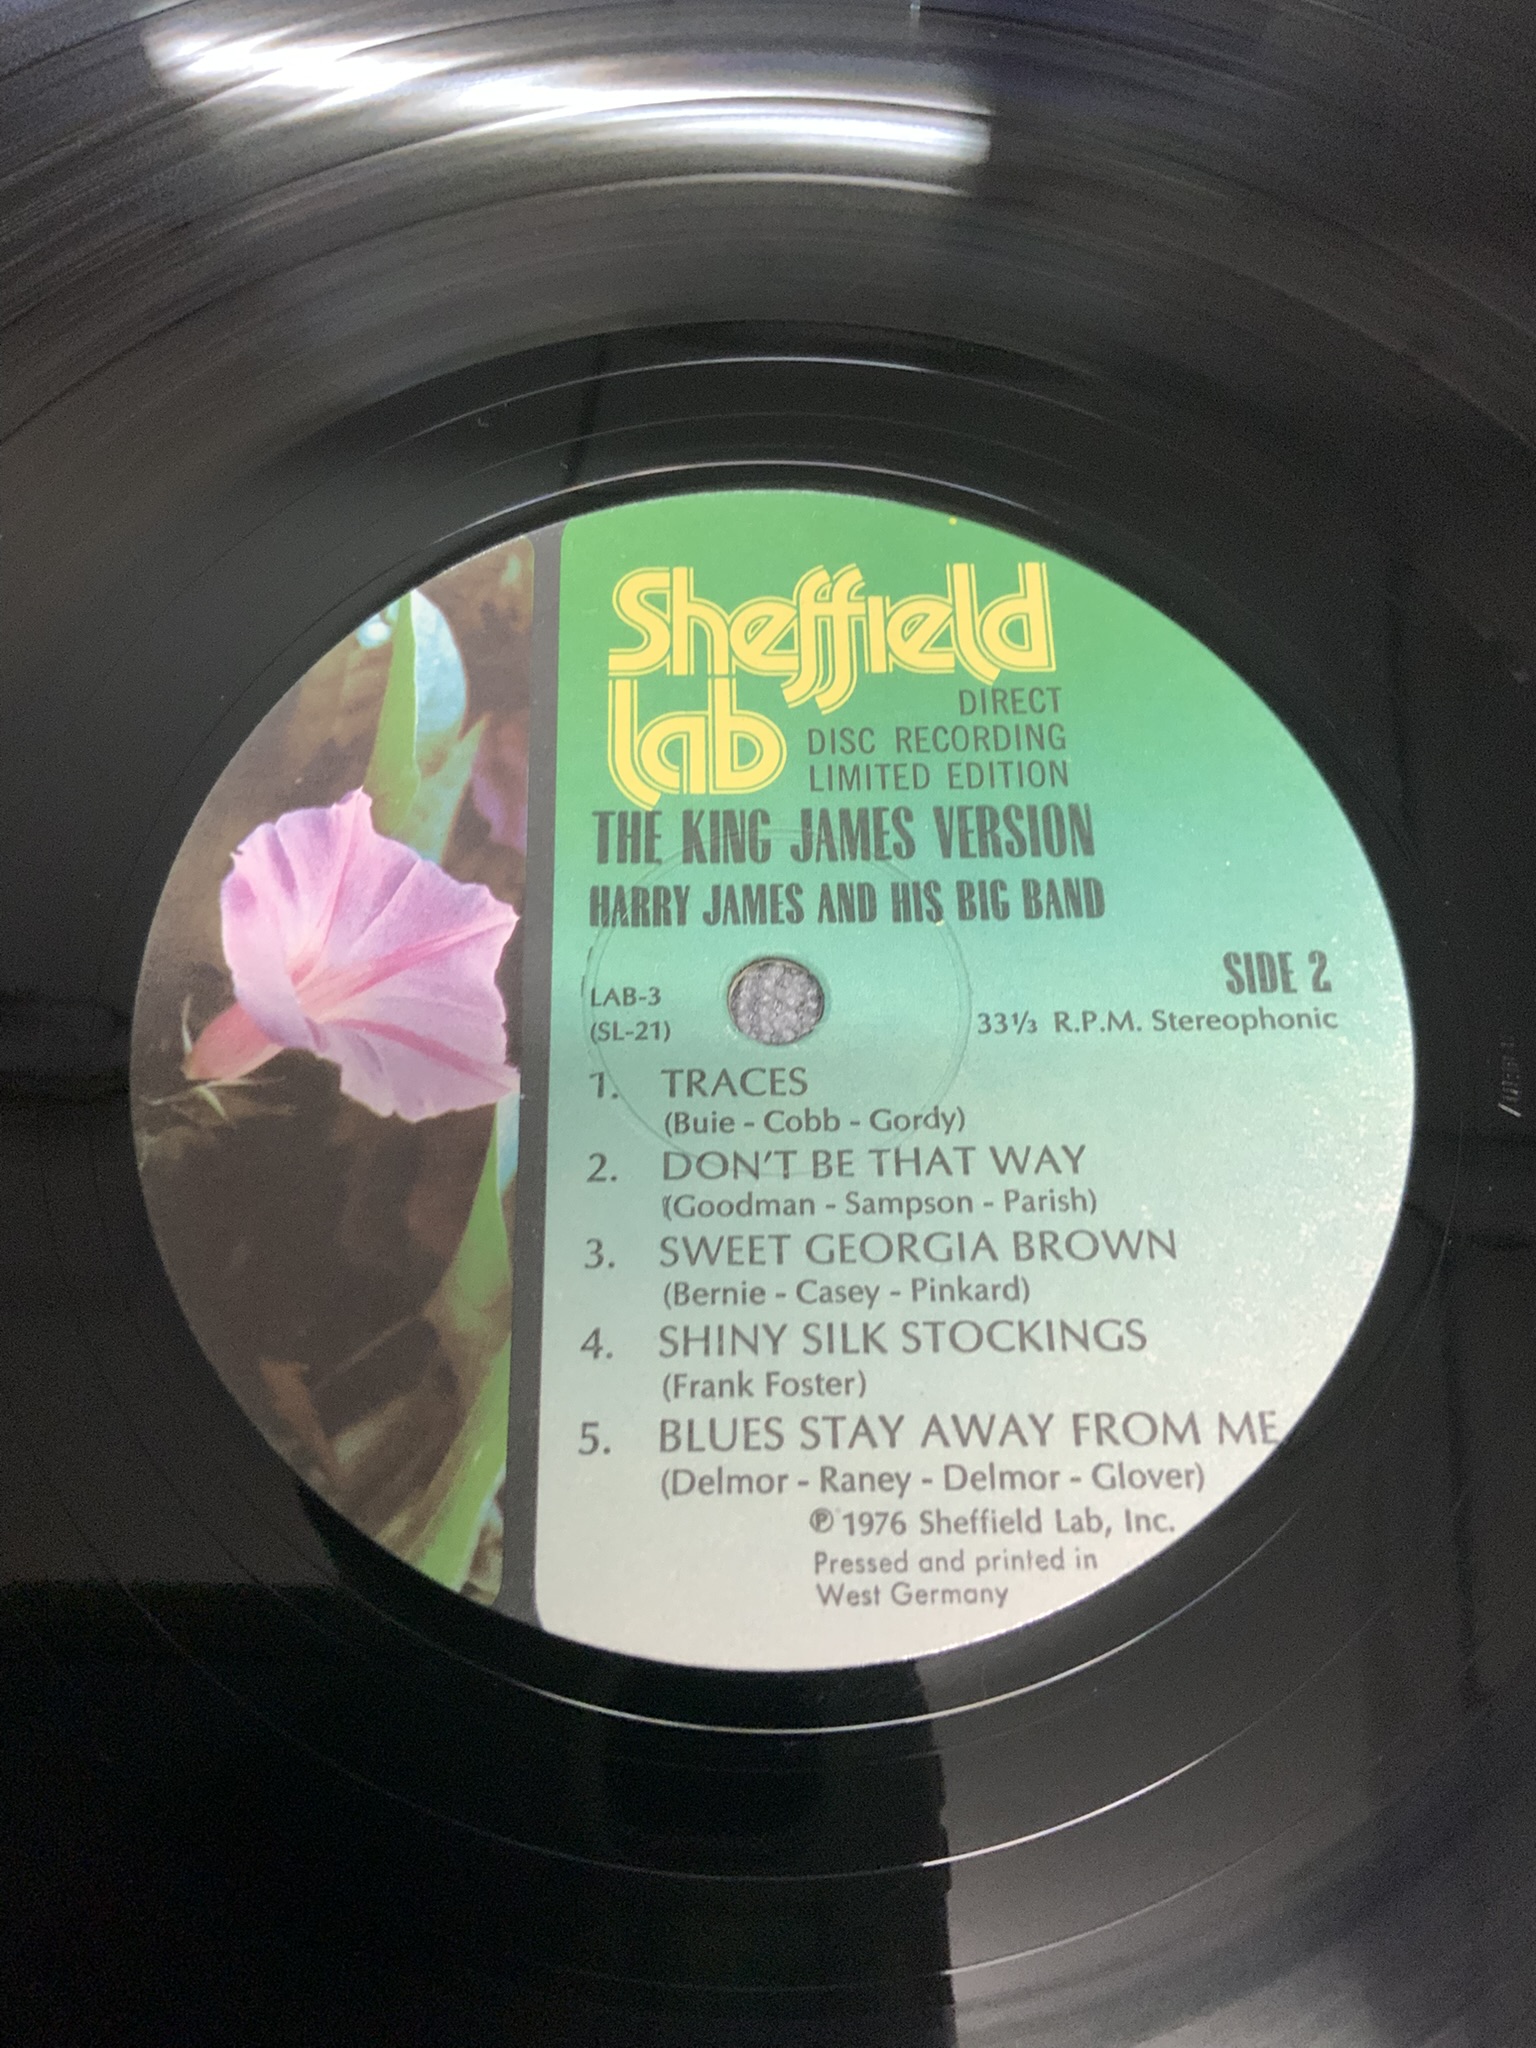 Sheffield
lab
DIRECT
DISC RECORDING
LIMITED EDITION
THE KING JAMES VERSION
HARRY JAMES AND HIS BIG BAND
SIDE 2
LAB-3
(SL-21)
33⅓ R.P.M. Stereophonic
1. TRACES
(Buie - Cobb - Gordy)
2. DON'T BE THAT WAY
(Goodman - Sampson - Parish)
3. SWEET GEORGIA BROWN
(Bernie - Casey - Pinkard)
4. SHINY SILK STOCKINGS
(Frank Foster)
5. BLUES STAY AWAY FROM ME
(Delmor - Raney - Delmor - Glover)
℗ 1976 Sheffield Lab, Inc.
Pressed and printed in
West Germany